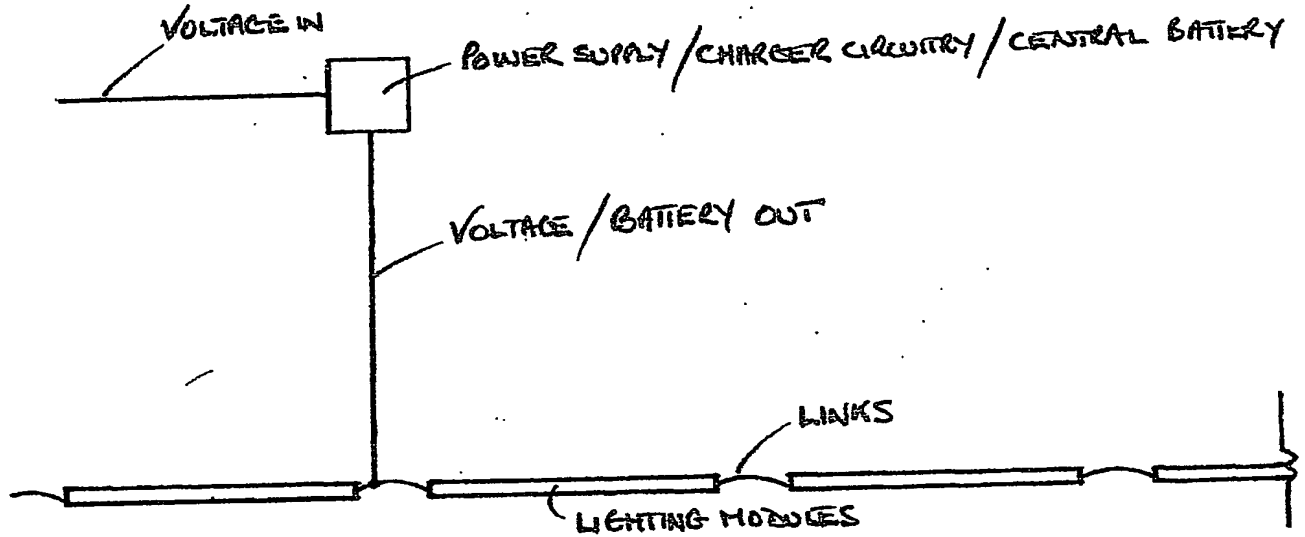 VOLTAGE IN
POWER SUPPLY/CHARGER CIRCUITRY/CENTRAL BATTERY
VOLTAGE/BATTERY OUT
LINKS
LIGHTING MODULES